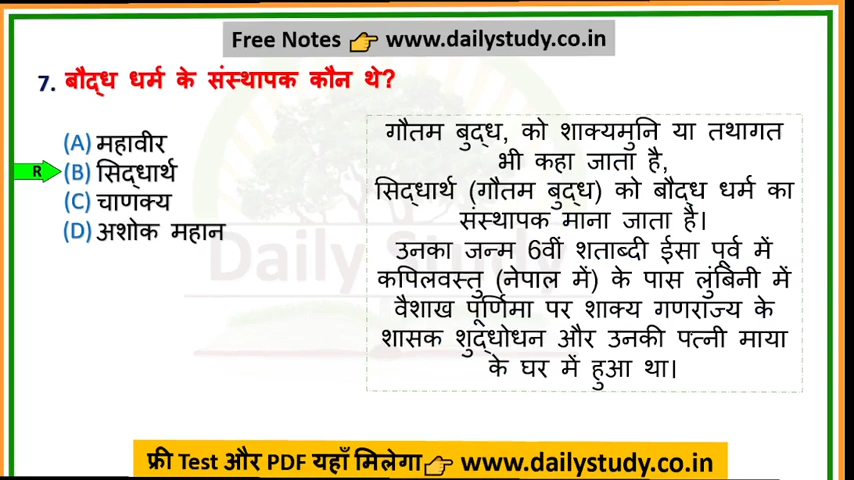 Free Notes 👉 www.dailystudy.co.in
7. बौद्ध धर्म के संस्थापक कौन थे?
(A) महावीर
R (B) सिद्धार्थ
(C) चाणक्य
(D) अशोक महान
गौतम बुद्ध, को शाक्यमुनि या तथागत
भी कहा जाता है,
सिद्धार्थ (गौतम बुद्ध) को बौद्ध धर्म का
संस्थापक माना जाता है।
उनका जन्म 6वीं शताब्दी ईसा पूर्व में
कपिलवस्तु (नेपाल में) के पास लुंबिनी में
वैशाख पूर्णिमा पर शाक्य गणराज्य के
शासक शुद्धोधन और उनकी पत्नी माया
के घर में हुआ था।
Daily Study
फ्री Test और PDF यहाँ मिलेगा👉 www.dailystudy.co.in